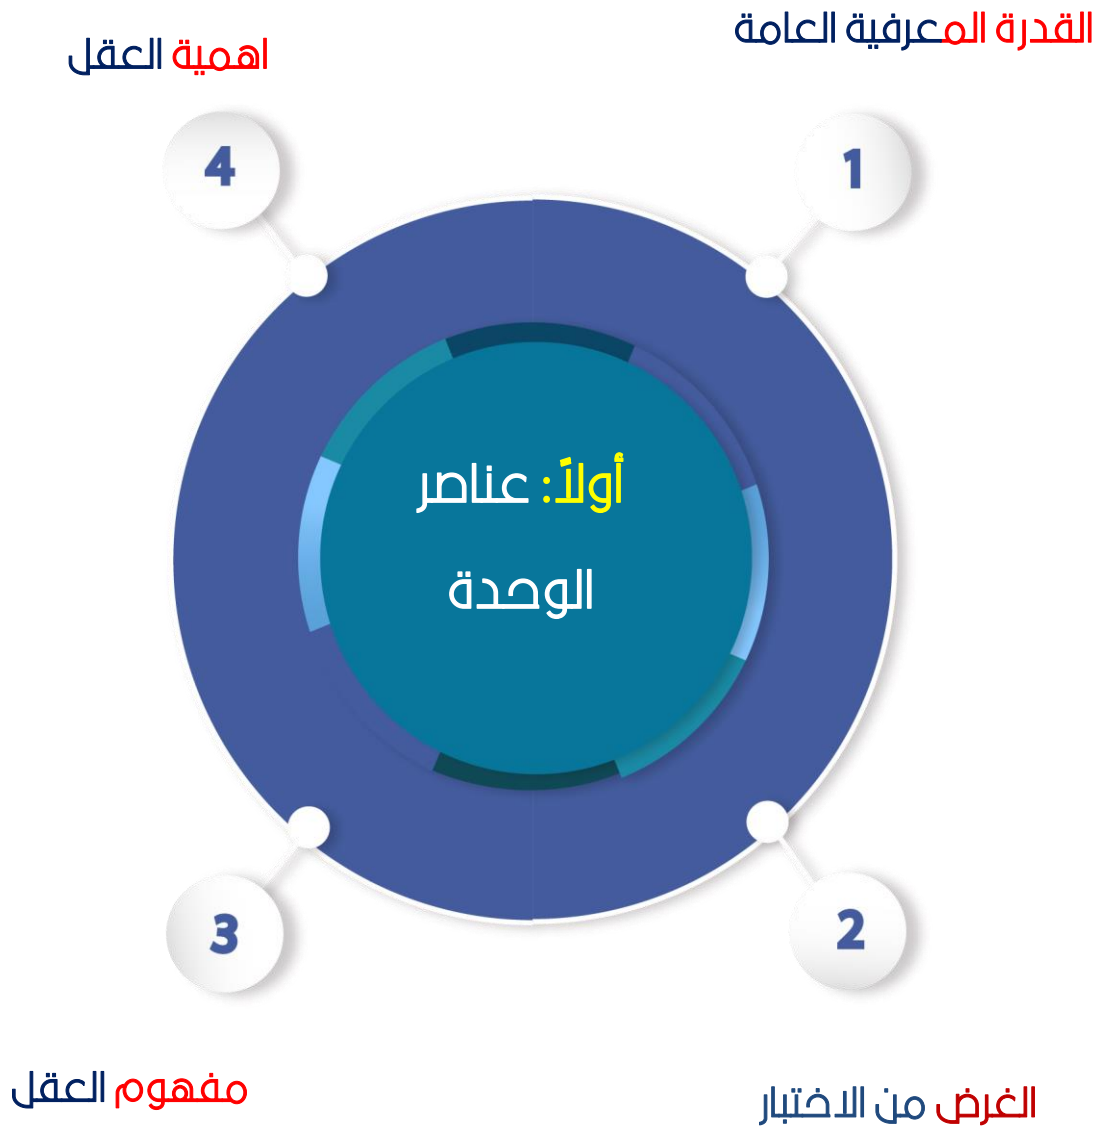 القدرة المعرفية العامة
اهمية العقل
4
1
أولاً: عناصر
الوحدة
3
2
مفهوم العقل
الغرض من الاختبار